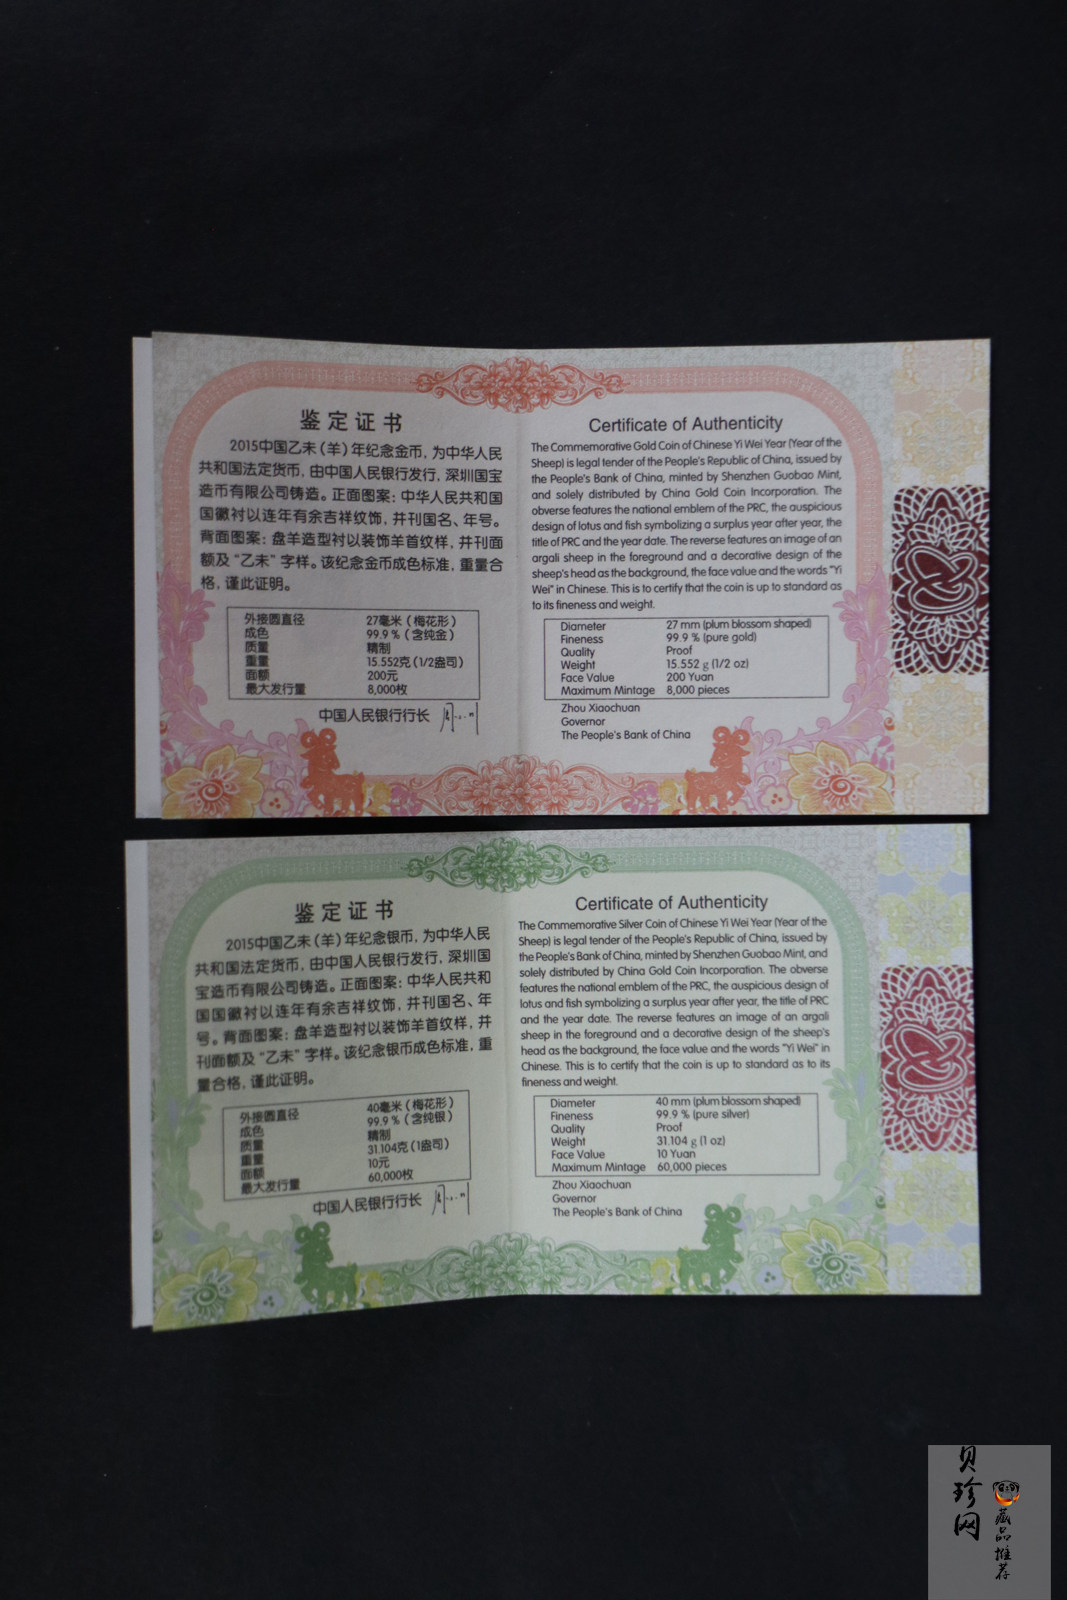 鉴定证书
2015中国乙未(羊)年纪念金币,为中华人民
共和国法定货币,由中国人民银行发行,深圳国宝
造币有限公司铸造。正面图案:中华人民共和国
国徽衬以连年有余吉祥纹饰,并刊国名、年号。
背面图案:盘羊造型衬以装饰羊首纹样,并刊面
额及“乙未”字样。该纪念金币成色标准,重量合
格,谨此证明。
外接圆直径 27毫米(梅花形)
成色 99.9%(含纯金)
质量 精制
重量 15.552克(1/2盎司)
面额 200元
最大发行量 8,000枚
中国人民银行行长
Certificate of Authenticity
The Commemorative Gold Coin of Chinese Yi Wei Year (Year of the
Sheep) is legal tender of the People's Republic of China, issued by
the People's Bank of China, minted by Shenzhen Guobao Mint,
and solely distributed by China Gold Coin Incorporation. The
obverse features the national emblem of the PRC, the auspicious
design of lotus and fish symbolizing a surplus year after year, the
title of PRC and the year date. The reverse features an image of an
argali sheep in the foreground and a decorative design of the
sheep's head as the background, the face value and the words "Yi
Wei" in Chinese. This is to certify that the coin is up to standard as
to its fineness and weight.
Diameter 27 mm (plum blossom shaped)
Fineness 99.9 % (pure gold)
Quality Proof
Weight 15.552 g (1/2 oz)
Face Value 200 Yuan
Maximum Mintage 8,000 pieces
Zhou Xiaochuan
Governor
The People's Bank of China
鉴定证书
2015中国乙未(羊)年纪念银币,为中华人民
共和国法定货币,由中国人民银行发行,深圳国
宝造币有限公司铸造。正面图案:中华人民共和
国国徽衬以连年有余吉祥纹饰,并刊国名、年
号。背面图案:盘羊造型衬以装饰羊首纹样,并
刊面额及“乙未”字样。该纪念银币成色标准,重
量合格,谨此证明。
外接圆直径 40毫米(梅花形)
成色 99.9%(含纯银)
质量 精制
重量 31.104克(1盎司)
面额 10元
最大发行量 60,000枚
中国人民银行行长
Certificate of Authenticity
The Commemorative Silver Coin of Chinese Yi Wei Year (Year of the
Sheep) is legal tender of the People's Republic of China, issued by
the People's Bank of China, minted by Shenzhen Guobao Mint, and
solely distributed by China Gold Coin Incorporation. The obverse
features the national emblem of the PRC, the auspicious design of
lotus and fish symbolizing a surplus year after year, the title of PRC
and the year date. The reverse features an image of an argali
sheep in the foreground and a decorative design of the sheep's
head as the background, the face value and the words "Yi Wei" in
Chinese. This is to certify that the coin is up to standard as to its
fineness and weight.
Diameter 40 mm (plum blossom shaped)
Fineness 99.9 % (pure silver)
Quality Proof
Weight 31.104 g (1 oz)
Face Value 10 Yuan
Maximum Mintage 60,000 pieces
Zhou Xiaochuan
Governor
The People's Bank of China
贝珍网
藏品推荐